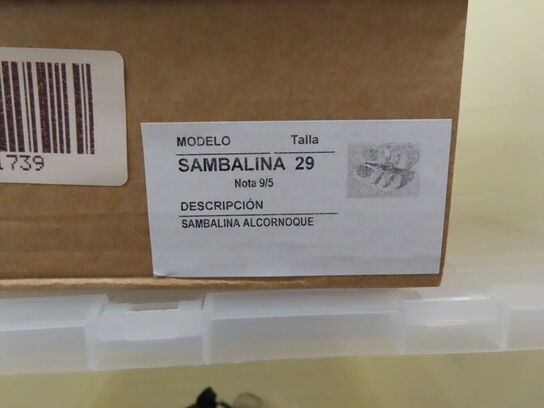 1739
MODELO Talla
SAMBALINA 29
Nota 9/5
DESCRIPCIÓN
SAMBALINA ALCORNOQUE